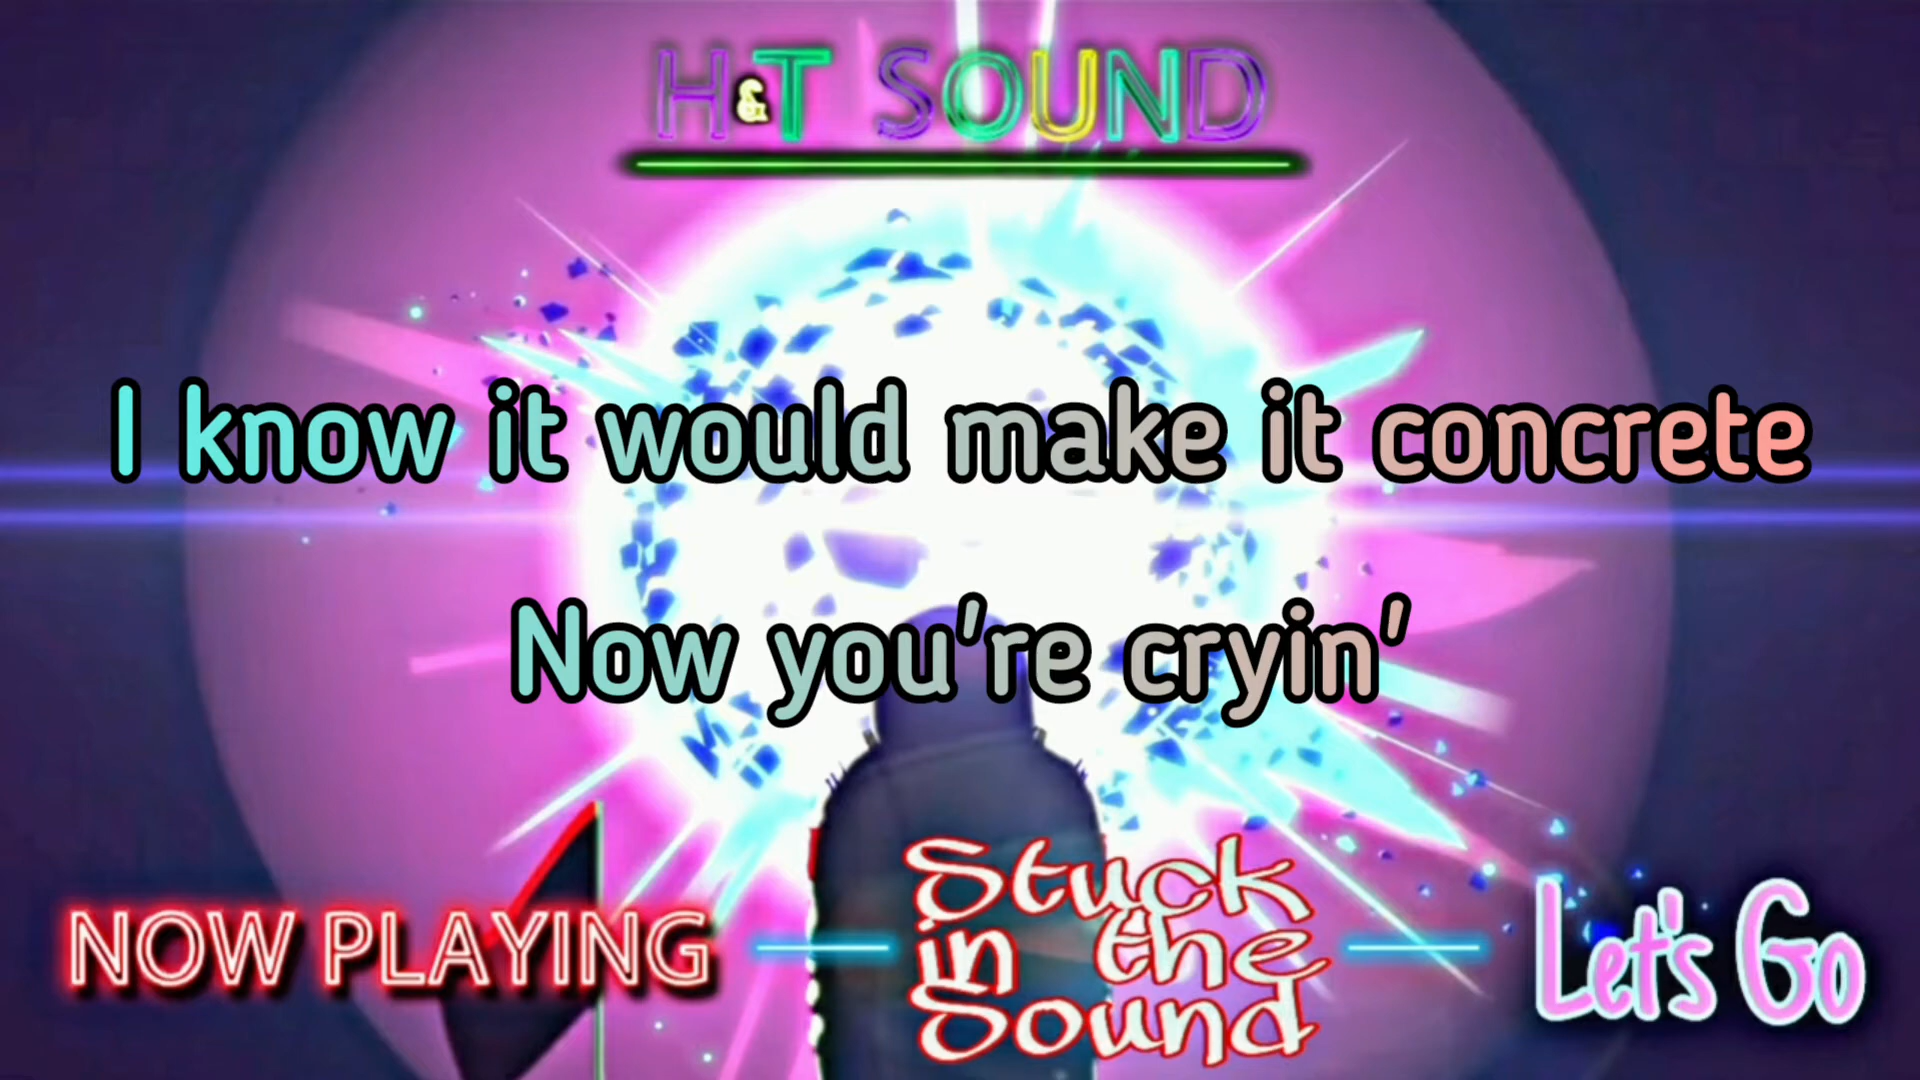 H&T SOUND
I know it would make it concrete
Now you're cryin'
NOW PLAYING
Stuck
in the
Sound
Let's Go